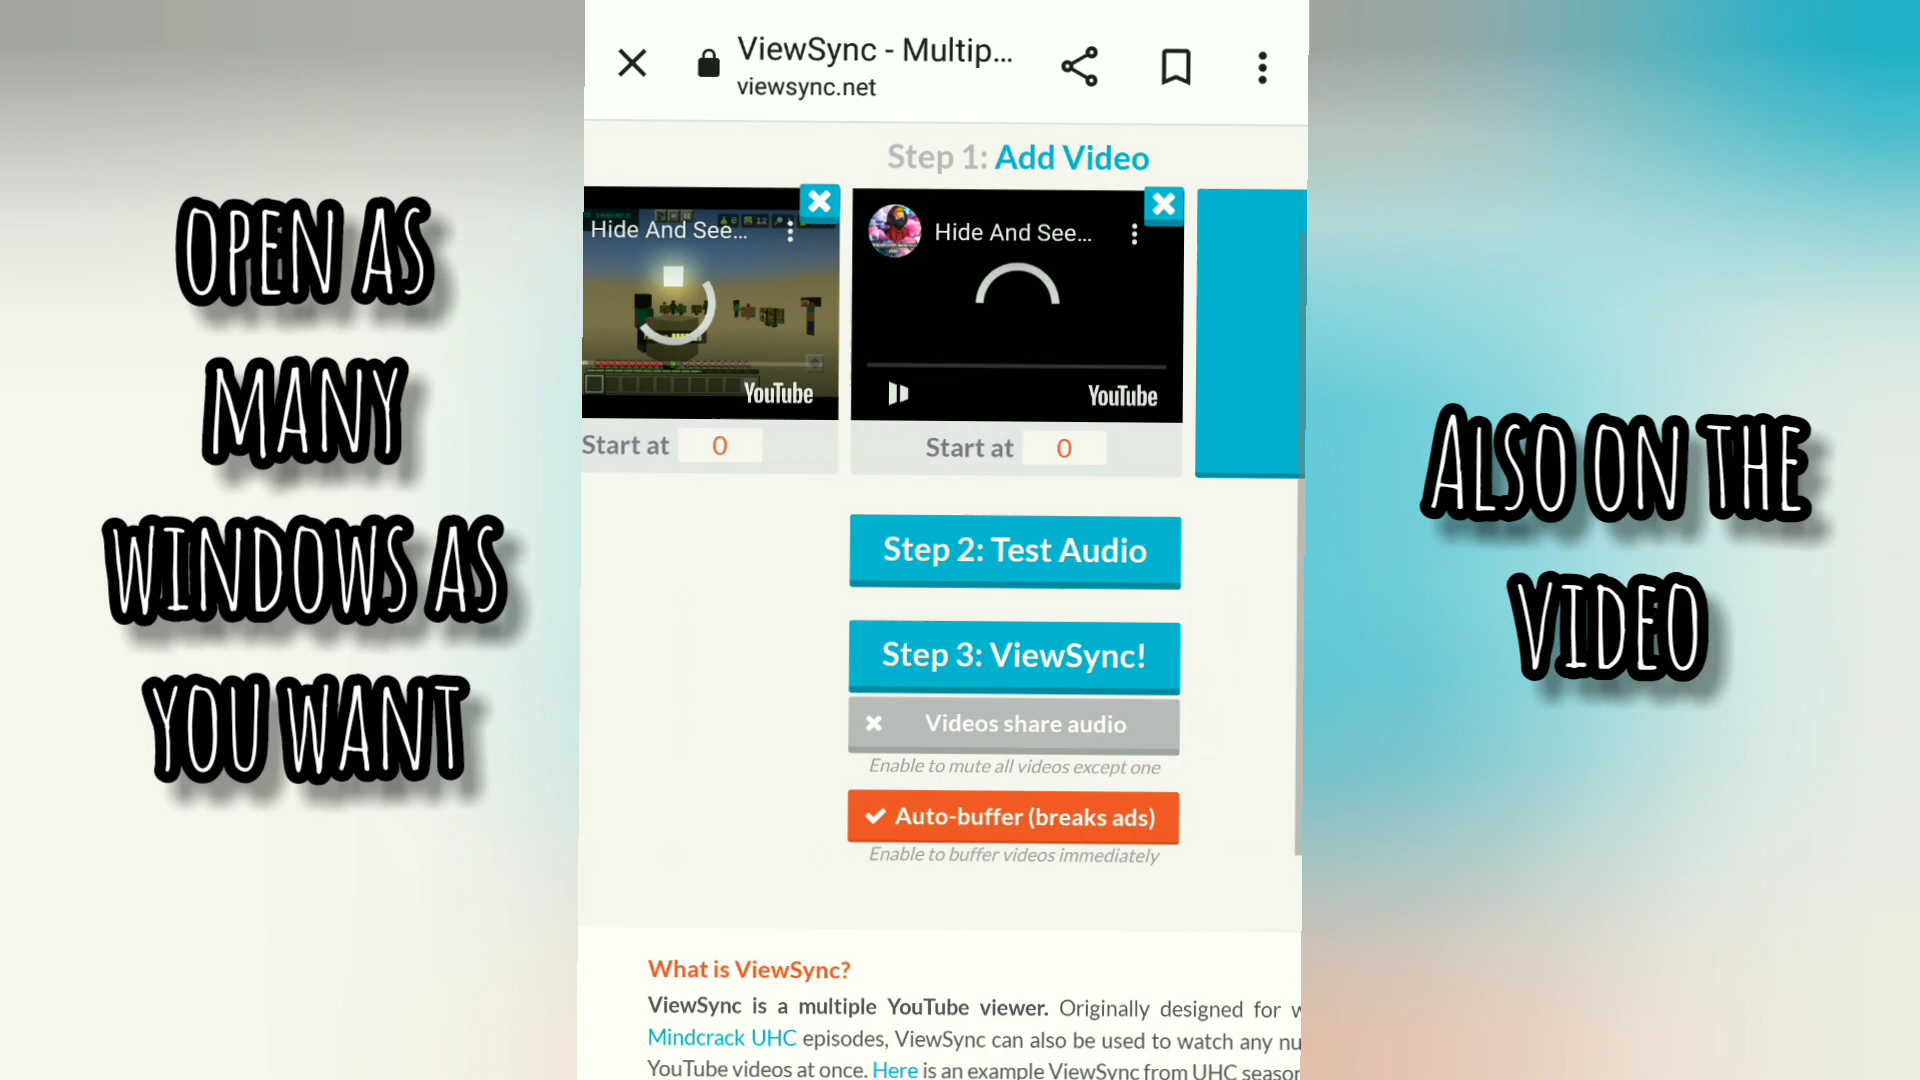 OPEN AS
MANY
WINDOWS AS
YOU WANT
ViewSync - Multip...
viewsync.net
Step 1: Add Video
Hide And See...
YouTube
Start at 0
Hide And See...
YouTube
Start at 0
Step 2: Test Audio
Step 3: ViewSync!
Videos share audio
Enable to mute all videos except one
Auto-buffer (breaks ads)
Enable to buffer videos immediately
What is ViewSync?
ViewSync is a multiple YouTube viewer. Originally designed for w
Mindcrack UHC episodes, ViewSync can also be used to watch any nu
YouTube videos at once. Here is an example ViewSync from UHC season
ALSO ON THE
VIDEO